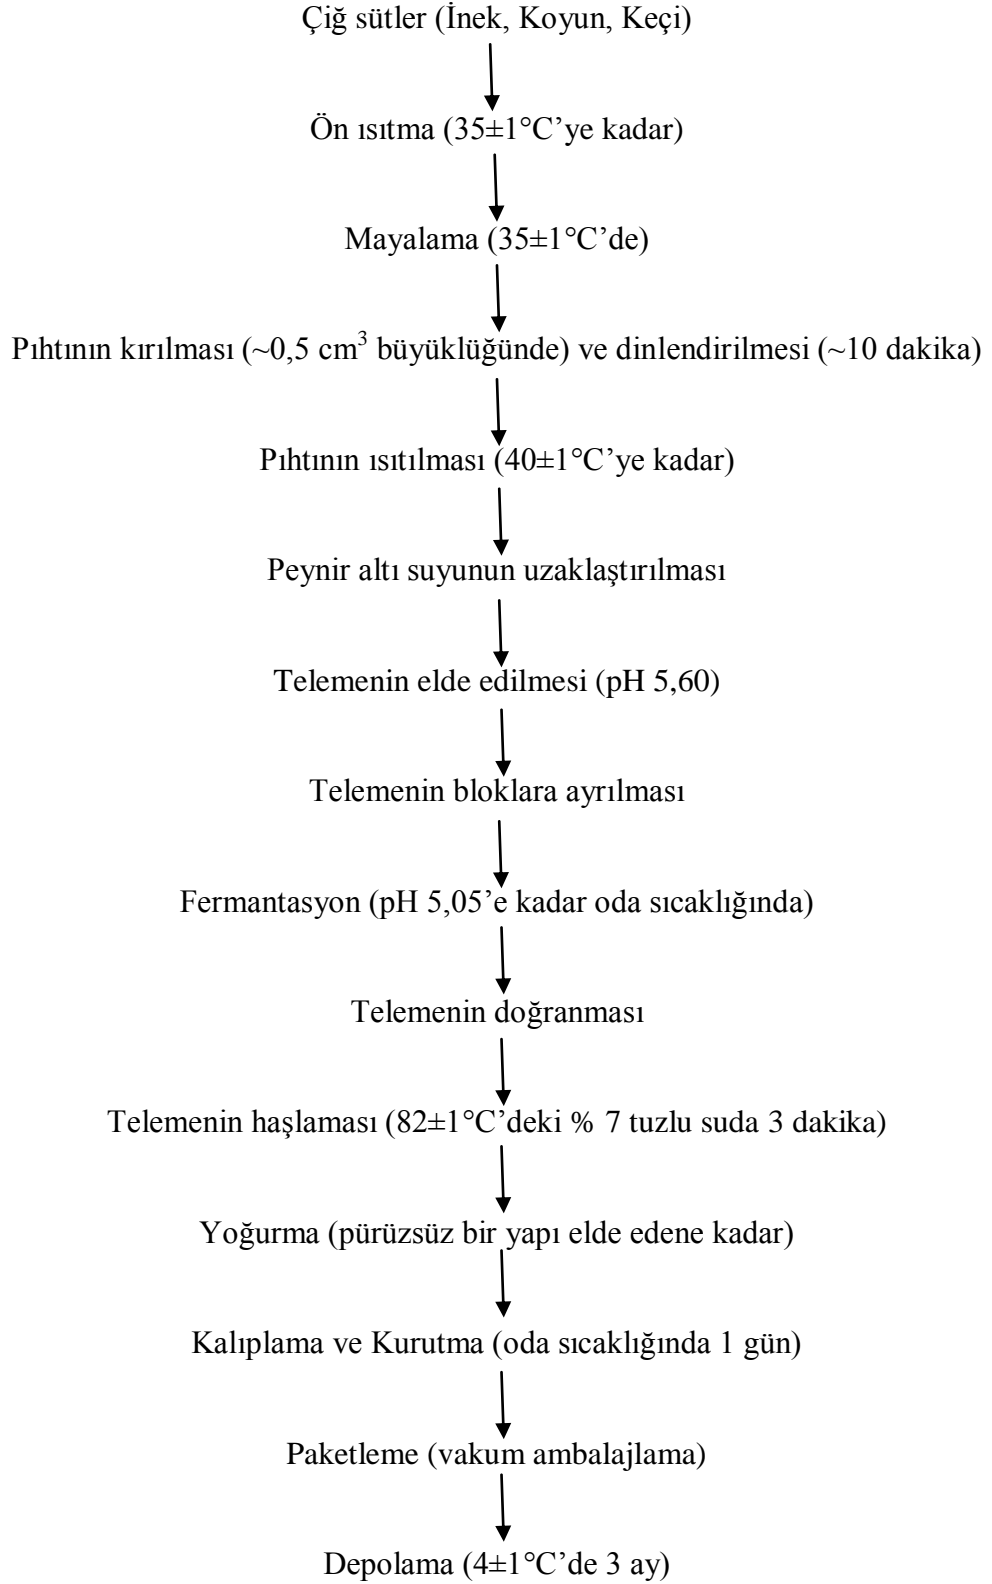 Çiğ sütler (İnek, Koyun, Keçi)
Ön ısıtma (35±1°C’ye kadar)
Mayalama (35±1°C’de)
Pıhtının kırılması (~0,5 cm³ büyüklüğünde) ve dinlendirilmesi (~10 dakika)
Pıhtının ısıtılması (40±1°C’ye kadar)
Peynir altı suyunun uzaklaştırılması
Telemenin elde edilmesi (pH 5,60)
Telemenin bloklara ayrılması
Fermantasyon (pH 5,05’e kadar oda sıcaklığında)
Telemenin doğranması
Telemenin haşlaması (82±1°C’deki % 7 tuzlu suda 3 dakika)
Yoğurma (pürüzsüz bir yapı elde edene kadar)
Kalıplama ve Kurutma (oda sıcaklığında 1 gün)
Paketleme (vakum ambalajlama)
Depolama (4±1°C’de 3 ay)